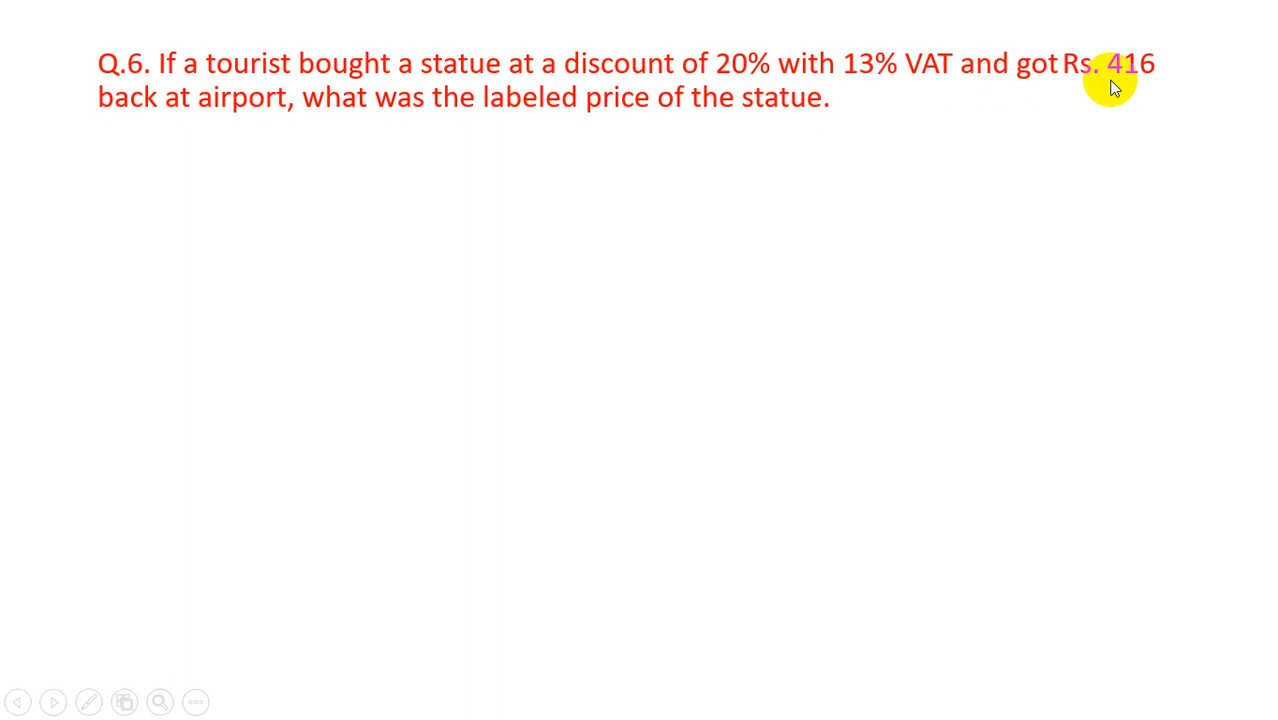 Q.6. If a tourist bought a statue at a discount of 20% with 13% VAT and got Rs. 416
back at airport, what was the labeled price of the statue.